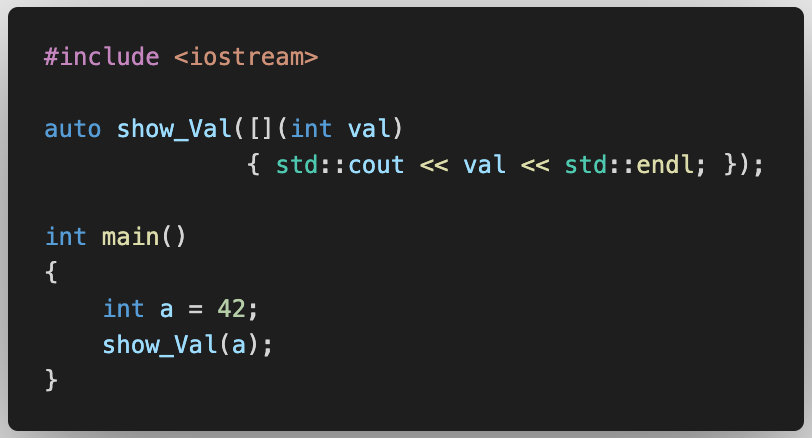 #include <iostream>
auto show_Val([](int val)
{ std::cout << val << std::endl; });
int main()
{
int a = 42;
show_Val(a);
}